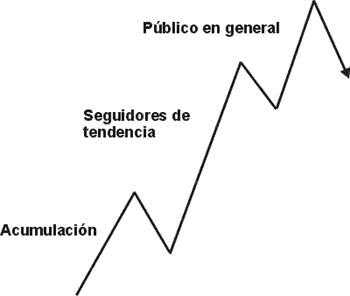 Público en general
Seguidores de
tendencia
Acumulación